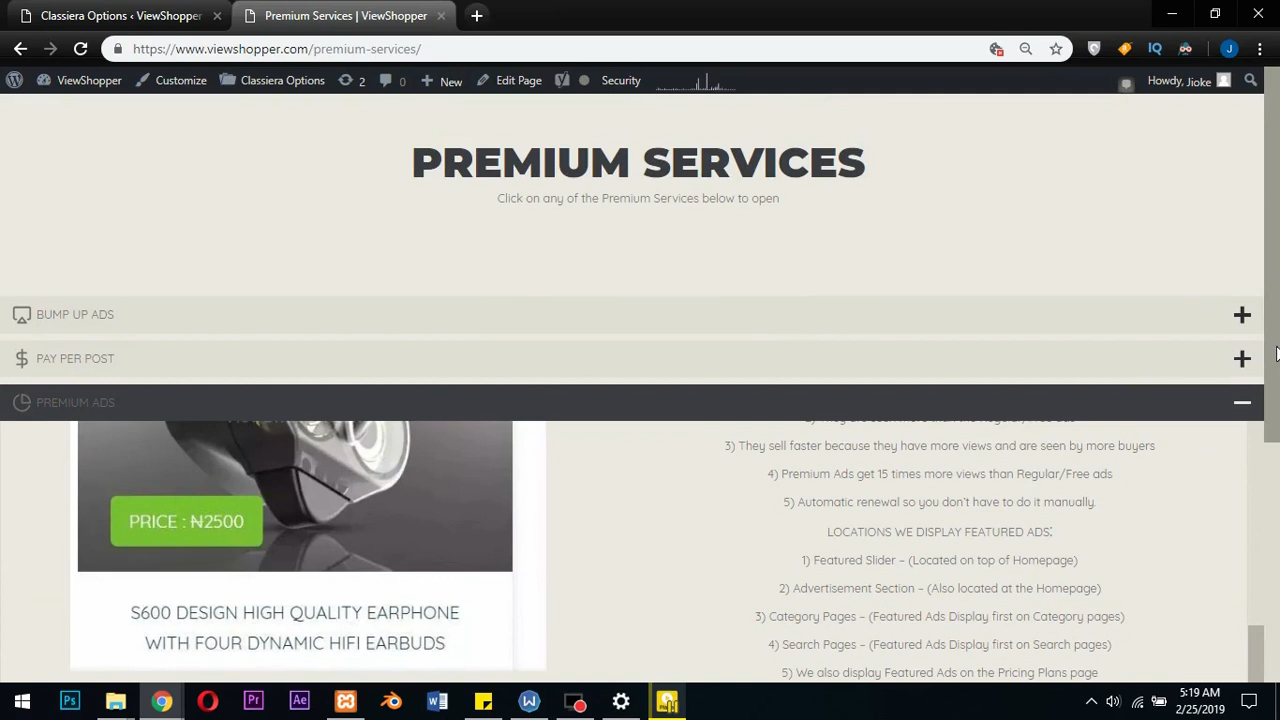 Classiera Options ‹ ViewShopper
Premium Services | ViewShopper
https://www.viewshopper.com/premium-services/
IQ
J
ViewShopper
Customize
Classiera Options
2
0
New
Edit Page
Security
Howdy, Jioke
PREMIUM SERVICES
Click on any of the Premium Services below to open
BUMP UP ADS
PAY PER POST
PREMIUM ADS
3) They sell faster because they have more views and are seen by more buyers
4) Premium Ads get 15 times more views than Regular/Free ads
5) Automatic renewal so you don't have to do it manually.
LOCATIONS WE DISPLAY FEATURED ADS:
1) Featured Slider – (Located on top of Homepage)
2) Advertisement Section – (Also located at the Homepage)
3) Category Pages – (Featured Ads Display first on Category pages)
4) Search Pages – (Featured Ads Display first on Search pages)
5) We also display Featured Ads on the Pricing Plans page
PRICE : ₦2500
S600 DESIGN HIGH QUALITY EARPHONE
WITH FOUR DYNAMIC HIFI EARBUDS
Ps
Pr
Ae
5:19 AM
2/25/2019